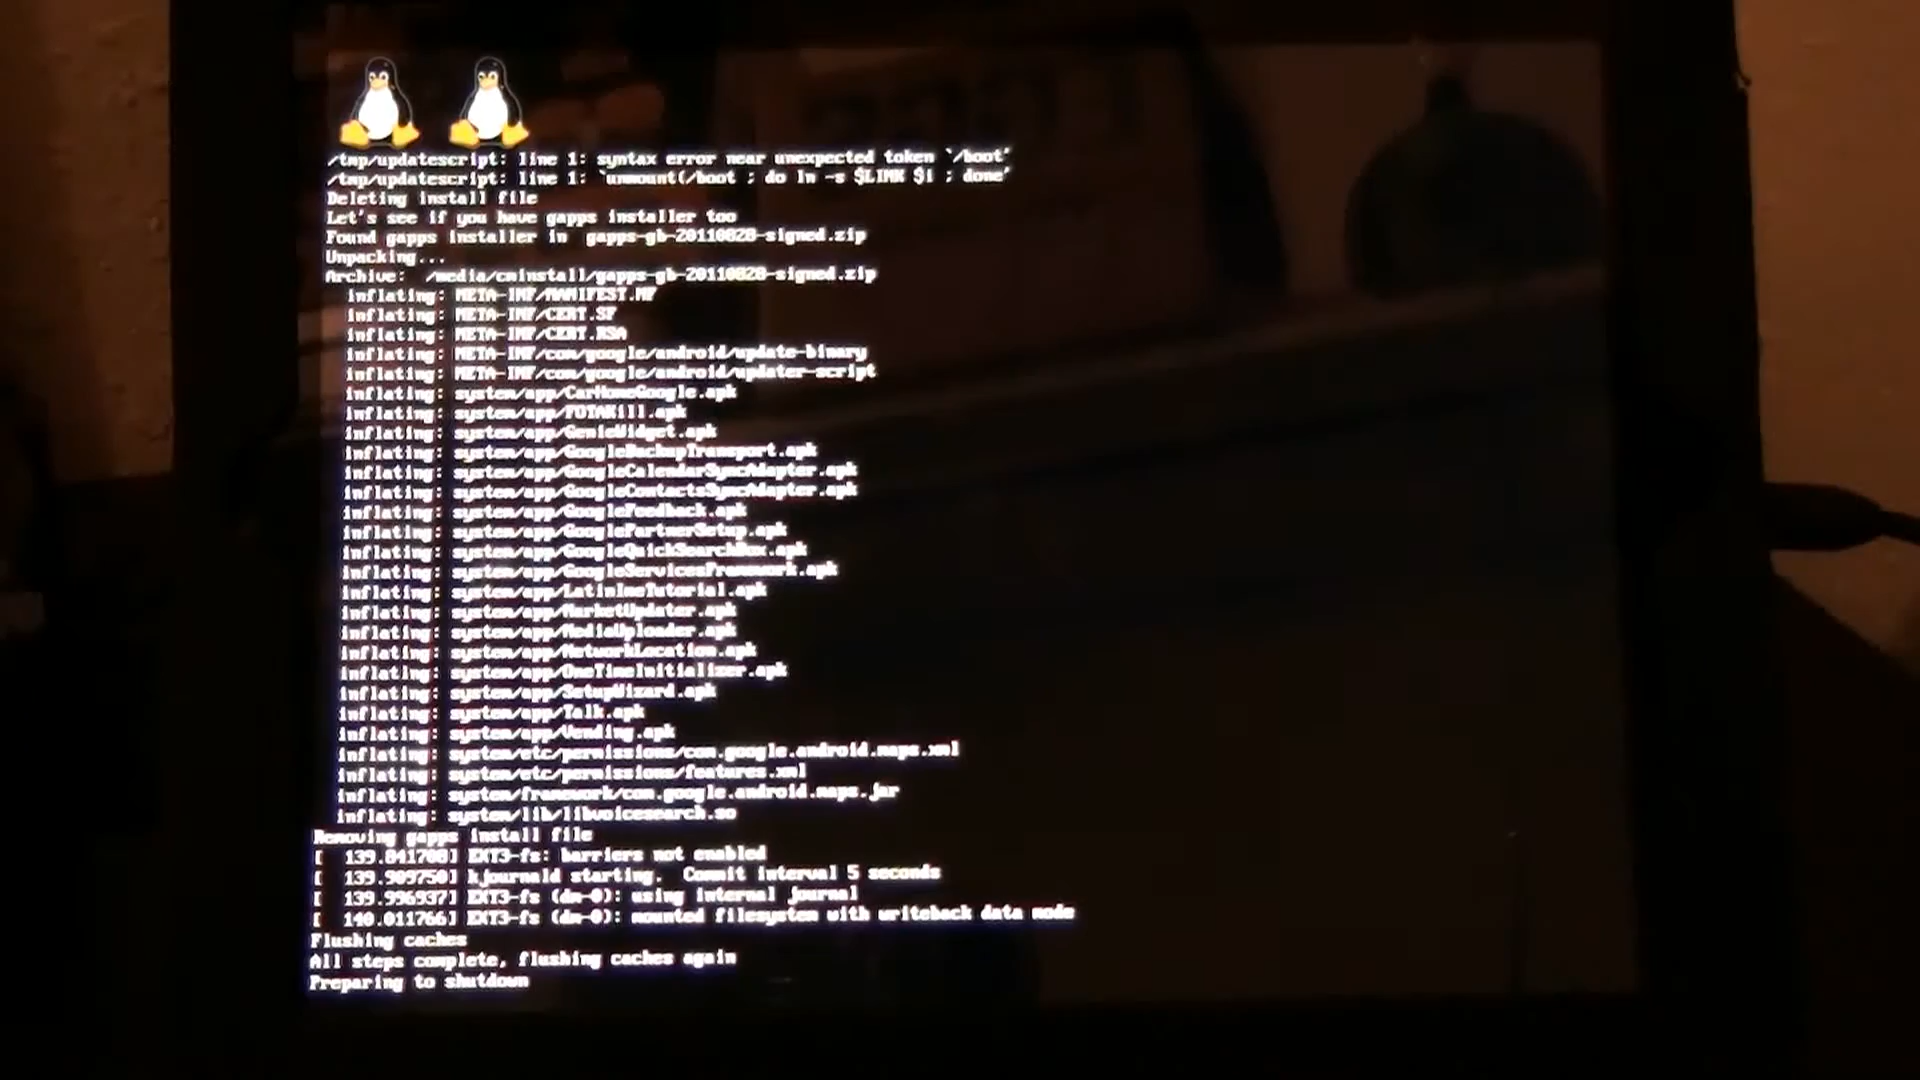 /tmp/updatescript: line 1: syntax error near unexpected token `/boot'
/tmp/updatescript: line 1: `unmount(/boot ; do ln -s $LINK $i ; done'
Deleting install file
Let's see if you have gapps installer too
Found gapps installer in  gapps-gb-20110828-signed.zip
Unpacking...
Archive:  /media/cminstall/gapps-gb-20110828-signed.zip
inflating: META-INF/MANIFEST.MF
inflating: META-INF/CERT.SF
inflating: META-INF/CERT.RSA
inflating: META-INF/com/google/android/update-binary
inflating: META-INF/com/google/android/updater-script
inflating: system/app/CarHomeGoogle.apk
inflating: system/app/FOTAKill.apk
inflating: system/app/GenieWidget.apk
inflating: system/app/GoogleBackupTransport.apk
inflating: system/app/GoogleCalendarSyncAdapter.apk
inflating: system/app/GoogleContactsSyncAdapter.apk
inflating: system/app/GoogleFeedback.apk
inflating: system/app/GooglePartnerSetup.apk
inflating: system/app/GoogleQuickSearchBox.apk
inflating: system/app/GoogleServicesFramework.apk
inflating: system/app/LatinImeTutorial.apk
inflating: system/app/MarketUpdater.apk
inflating: system/app/MediaUploader.apk
inflating: system/app/NetworkLocation.apk
inflating: system/app/OneTimeInitializer.apk
inflating: system/app/SetupWizard.apk
inflating: system/app/Talk.apk
inflating: system/app/Vending.apk
inflating: system/etc/permissions/com.google.android.maps.xml
inflating: system/etc/permissions/features.xml
inflating: system/framework/com.google.android.maps.jar
inflating: system/lib/libvoicesearch.so
Removing gapps install file
[  139.841708] EXT3-fs: barriers not enabled
[  139.909750] kjournald starting.  Commit interval 5 seconds
[  139.996937] EXT3-fs (dm-0): using internal journal
[  140.011766] EXT3-fs (dm-0): mounted filesystem with writeback data mode
Flushing caches
All steps complete, flushing caches again
Preparing to shutdown